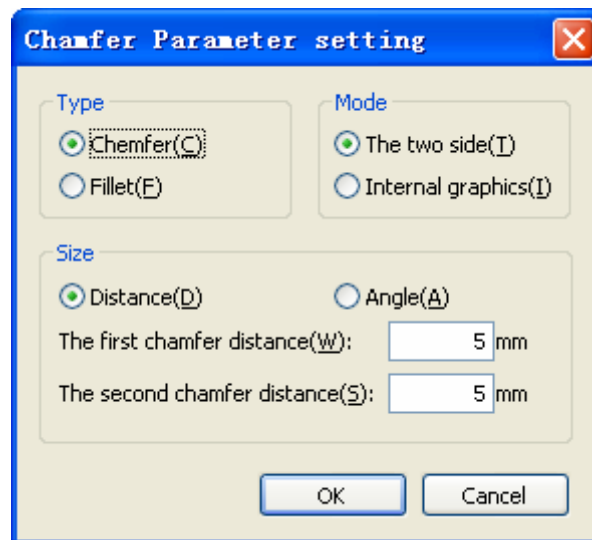 Chamfer Parameter setting
Type
Chemfer(C)
Fillet(F)
Mode
The two side(T)
Internal graphics(I)
Size
Distance(D)
Angle(A)
The first chamfer distance(W): 5 mm
The second chamfer distance(S): 5 mm
OK
Cancel